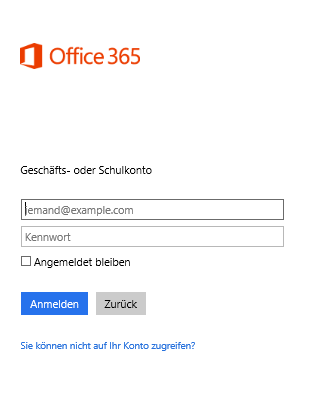 Office 365
Geschäfts- oder Schulkonto
jemand@example.com
Kennwort
Angemeldet bleiben
Anmelden Zurück
Sie können nicht auf Ihr Konto zugreifen?